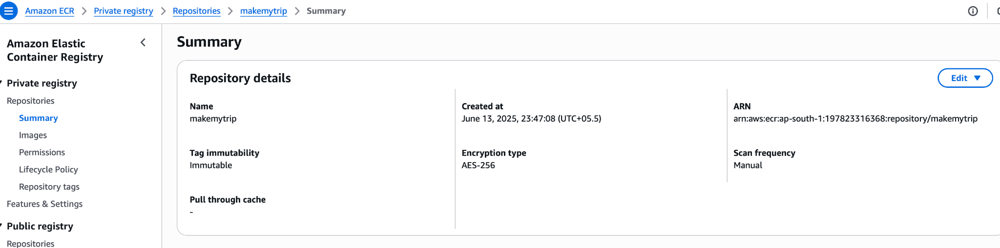 Amazon ECR > Private registry > Repositories > makemytrip > Summary
Amazon Elastic
Container Registry
Private registry
Repositories
Summary
Images
Permissions
Lifecycle Policy
Repository tags
Features & Settings
Public registry
Repositories
Summary
Repository details
Edit
Name
makemytrip
Created at
June 13, 2025, 23:47:08 (UTC+05.5)
ARN
arn:aws:ecr:ap-south-1:197823316368:repository/makemytrip
Tag immutability
Immutable
Encryption type
AES-256
Scan frequency
Manual
Pull through cache
-